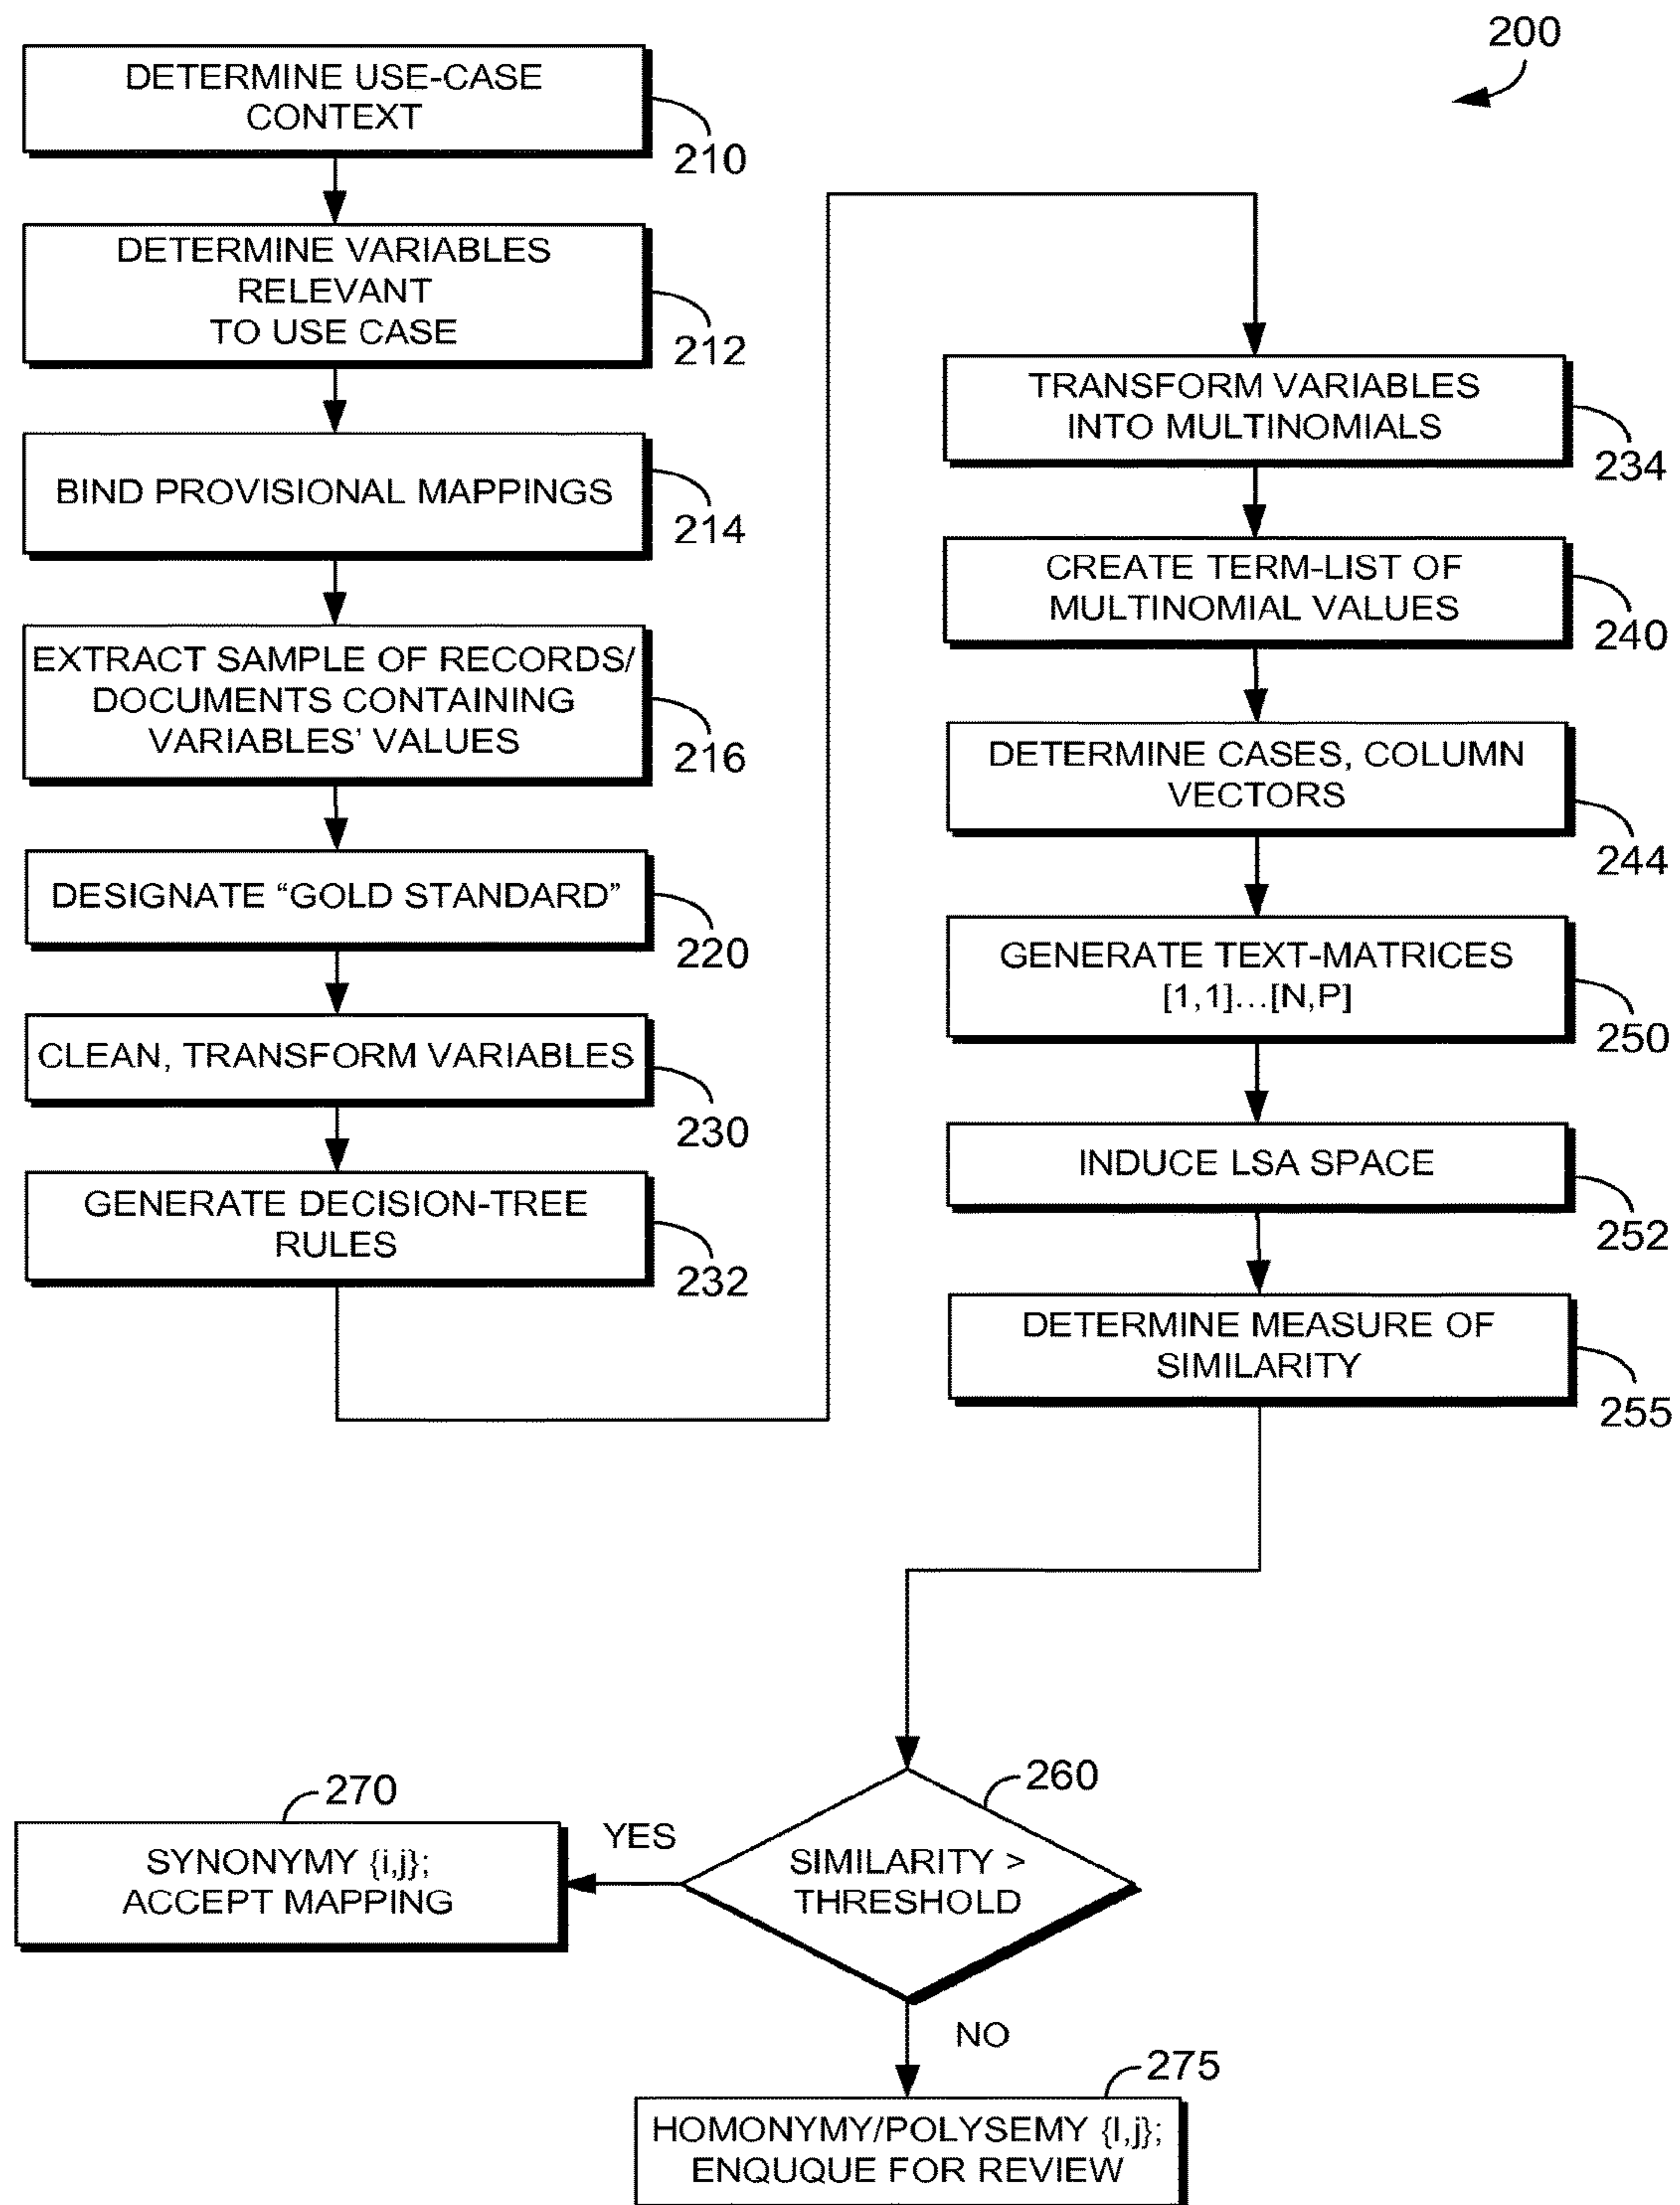 200
DETERMINE USE-CASE
CONTEXT
210
DETERMINE VARIABLES
RELEVANT
TO USE CASE
212
BIND PROVISIONAL MAPPINGS
214
EXTRACT SAMPLE OF RECORDS/
DOCUMENTS CONTAINING
VARIABLES’ VALUES
216
DESIGNATE “GOLD STANDARD”
220
CLEAN, TRANSFORM VARIABLES
230
GENERATE DECISION-TREE
RULES
232
TRANSFORM VARIABLES
INTO MULTINOMIALS
234
CREATE TERM-LIST OF
MULTINOMIAL VALUES
240
DETERMINE CASES, COLUMN
VECTORS
244
GENERATE TEXT-MATRICES
[1,1]...[N,P]
250
INDUCE LSA SPACE
252
DETERMINE MEASURE OF
SIMILARITY
255
260
SIMILARITY >
THRESHOLD
YES
270
SYNONYMY {i,j};
ACCEPT MAPPING
NO
275
HOMONYMY/POLYSEMY {I,j};
ENQUQUE FOR REVIEW